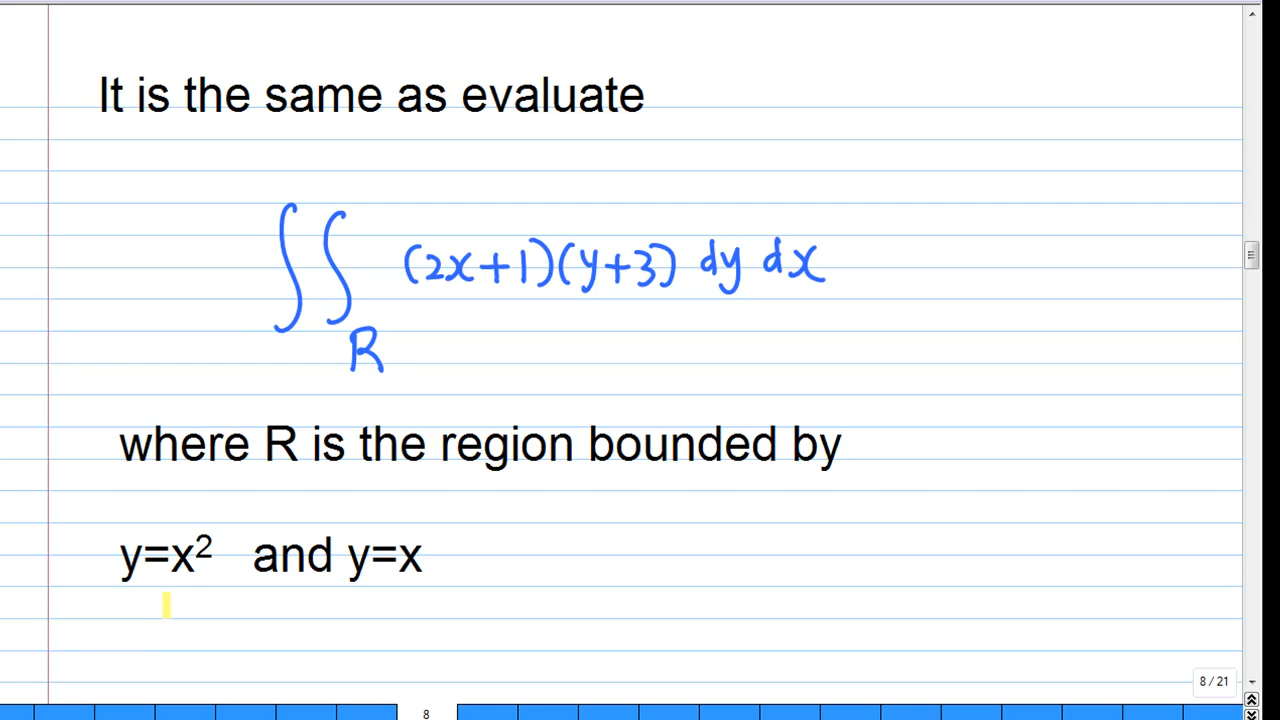 It is the same as evaluate
∫∫ (2x+1)(y+3) dy dx
R
where R is the region bounded by
y=x² and y=x
8 / 21
8